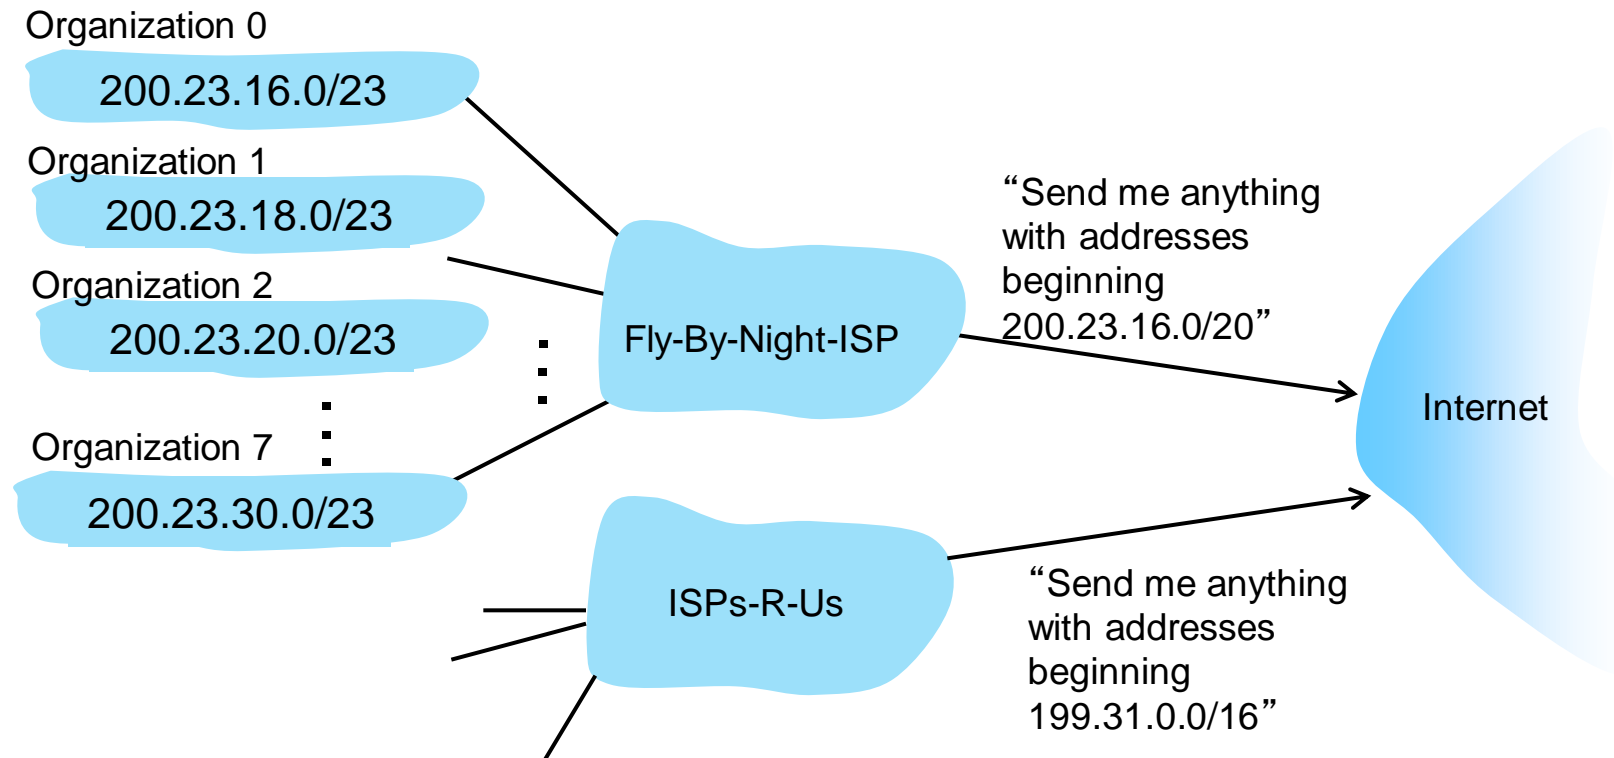 Organization 0
200.23.16.0/23
Organization 1
200.23.18.0/23
Organization 2
200.23.20.0/23
Organization 7
200.23.30.0/23
Fly-By-Night-ISP
“Send me anything
with addresses
beginning
200.23.16.0/20”
Internet
ISPs-R-Us
“Send me anything
with addresses
beginning
199.31.0.0/16”